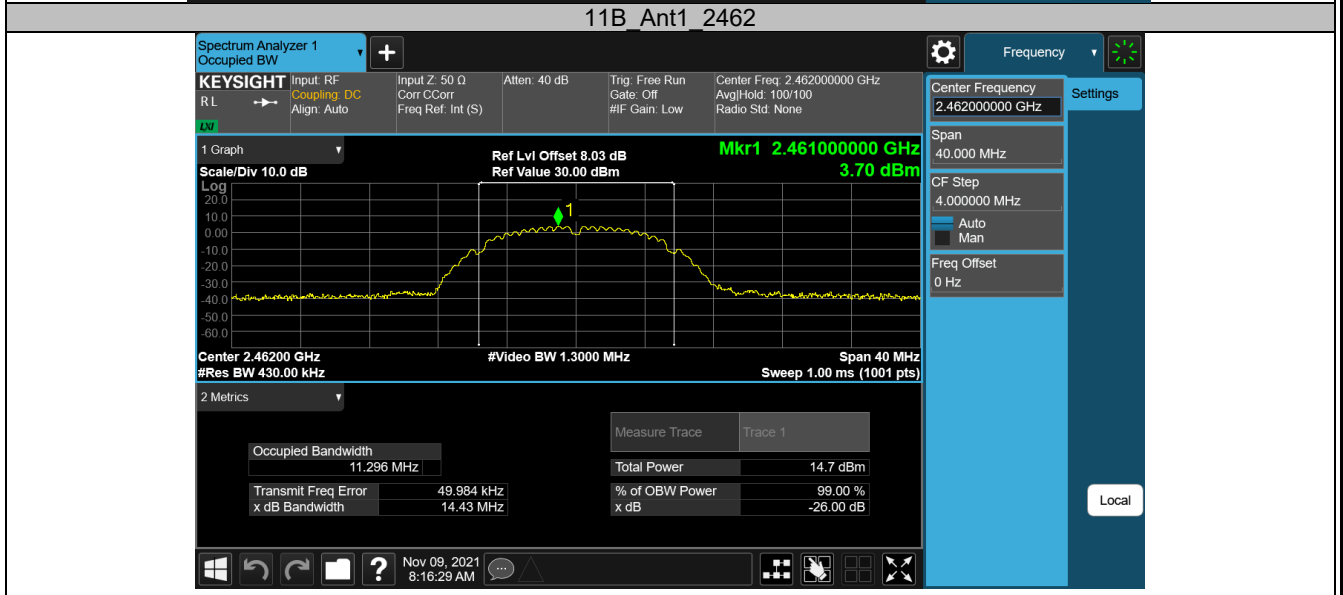 11B_Ant1_2462
Spectrum Analyzer 1
Occupied BW
+
Frequency
KEYSIGHT
RL
LXI
Input: RF
Coupling: DC
Align: Auto
Input Z: 50 Ω
Corr CCorr
Freq Ref: Int (S)
Atten: 40 dB
Trig: Free Run
Gate: Off
#IF Gain: Low
Center Freq: 2.462000000 GHz
Avg|Hold: 100/100
Radio Std: None
Center Frequency
2.462000000 GHz
Settings
Span
40.000 MHz
CF Step
4.000000 MHz
Auto
Man
Freq Offset
0 Hz
Local
1 Graph
Scale/Div 10.0 dB
Ref Lvl Offset 8.03 dB
Ref Value 30.00 dBm
Mkr1 2.461000000 GHz
3.70 dBm
Log
20.0
10.0
0.00
-10.0
-20.0
-30.0
-40.0
-50.0
-60.0
1
Center 2.46200 GHz
#Video BW 1.3000 MHz
Span 40 MHz
#Res BW 430.00 kHz
Sweep 1.00 ms (1001 pts)
2 Metrics
Measure Trace
Trace 1
Occupied Bandwidth
11.296 MHz
Total Power
14.7 dBm
Transmit Freq Error
49.984 kHz
% of OBW Power
99.00 %
x dB Bandwidth
14.43 MHz
x dB
-26.00 dB
?
Nov 09, 2021
8:16:29 AM